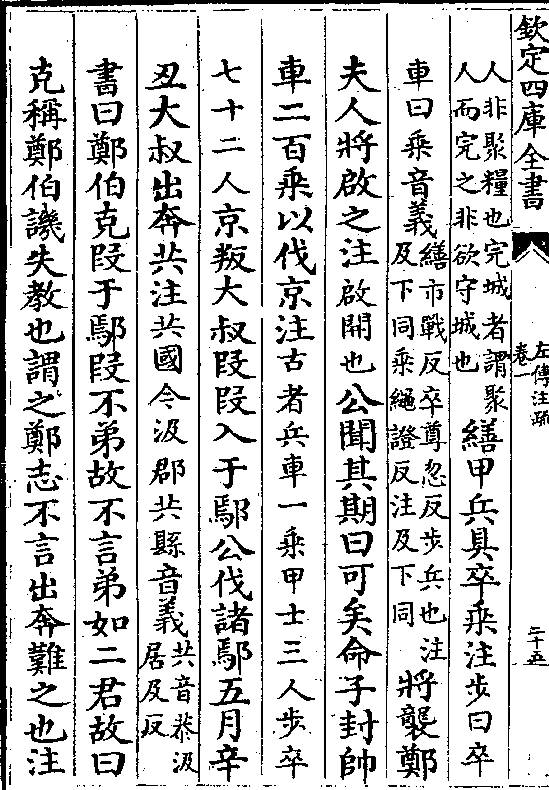 欽定四庫全書
左傳注疏
卷一
二十五
人非聚糧也完城者謂聚
人而完之非欲守城也
繕甲兵具卒乘注步曰卒
車曰乘音義
繕市戰反卒尊忽反步兵也注
及下同乘繩證反注及下同
將襲鄭
夫人將啟之注啟開也公聞其期曰可矣命子封帥
車二百乘以伐京注古者兵車一乘甲士三人步卒
七十二人京叛大叔段段入于鄢公伐諸鄢五月辛
丑大叔出奔共注共國今汲郡共縣音義
共音恭汲
居及反
書曰鄭伯克段于鄢段不弟故不言弟如二君故曰
克稱鄭伯譏失教也謂之鄭志不言出奔難之也注